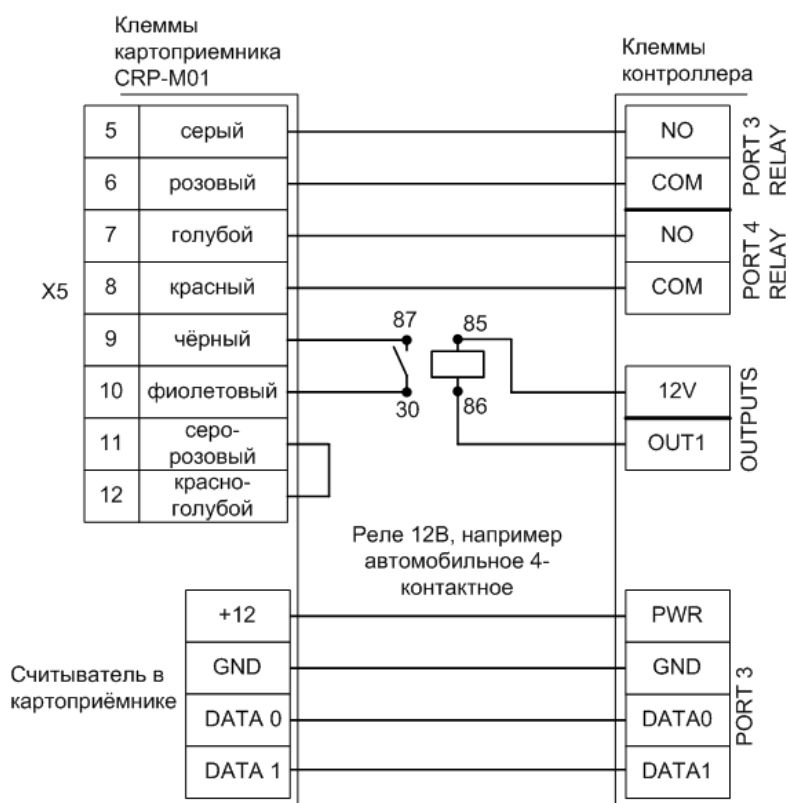 Клеммы
картоприемника
CRP-M01
Клеммы
контроллера
X5
5 серый
6 розовый
7 голубой
8 красный
9 чёрный
10 фиолетовый
11 серо-
розовый
12 красно-
голубой
87
30
85
86
NO
COM
PORT 3
RELAY
NO
COM
PORT 4
RELAY
12V
OUT1
OUTPUTS
Реле 12В, например
автомобильное 4-
контактное
Считыватель в
картоприёмнике
+12
GND
DATA 0
DATA 1
PWR
GND
DATA0
DATA1
PORT 3